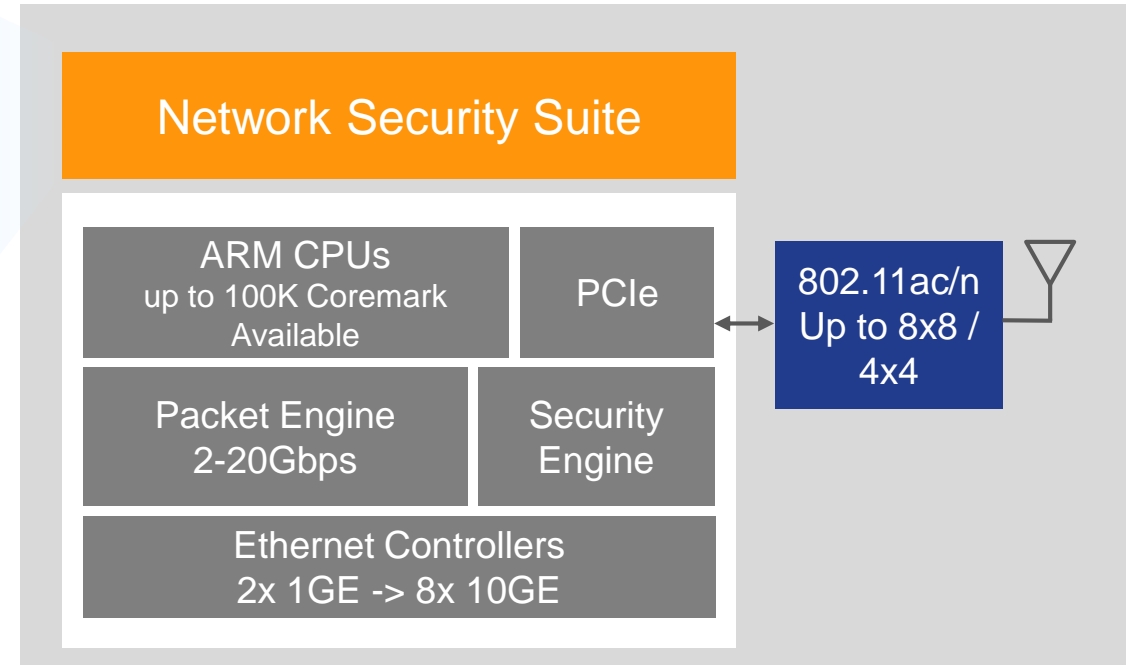 Network Security Suite
ARM CPUs
up to 100K Coremark
Available
PCIe
802.11ac/n
Up to 8x8 /
4x4
Packet Engine
2-20Gbps
Security
Engine
Ethernet Controllers
2x 1GE -> 8x 10GE